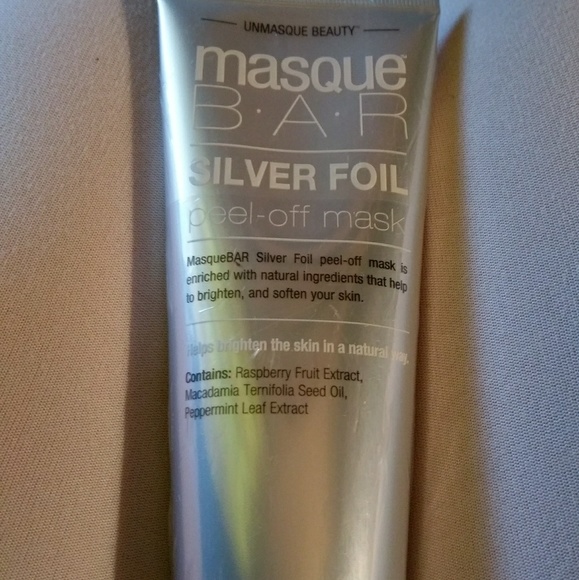 UNMASQUE BEAUTY™
masque™
B·A·R
SILVER FOIL
peel-off mask
MasqueBAR Silver Foil peel-off mask is
enriched with natural ingredients that help
to brighten, and soften your skin.
Helps brighten the skin in a natural way.
Contains: Raspberry Fruit Extract,
Macadamia Ternifolia Seed Oil,
Peppermint Leaf Extract